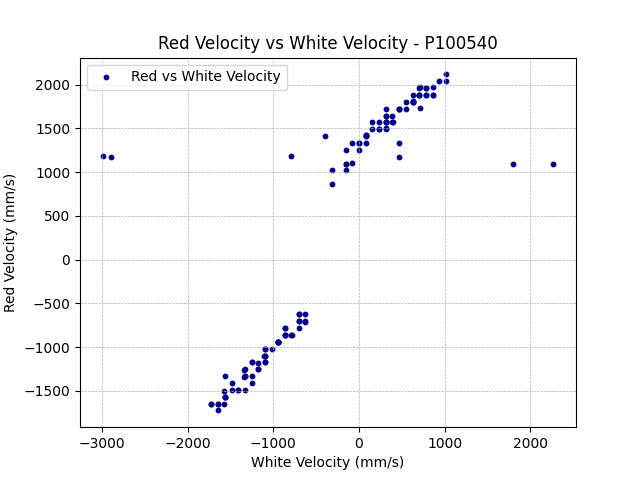 Red Velocity vs White Velocity - P100540
Red vs White Velocity
2000
1500
1000
500
0
−500
−1000
−1500
Red Velocity (mm/s)
−3000 −2000 −1000 0 1000 2000
White Velocity (mm/s)